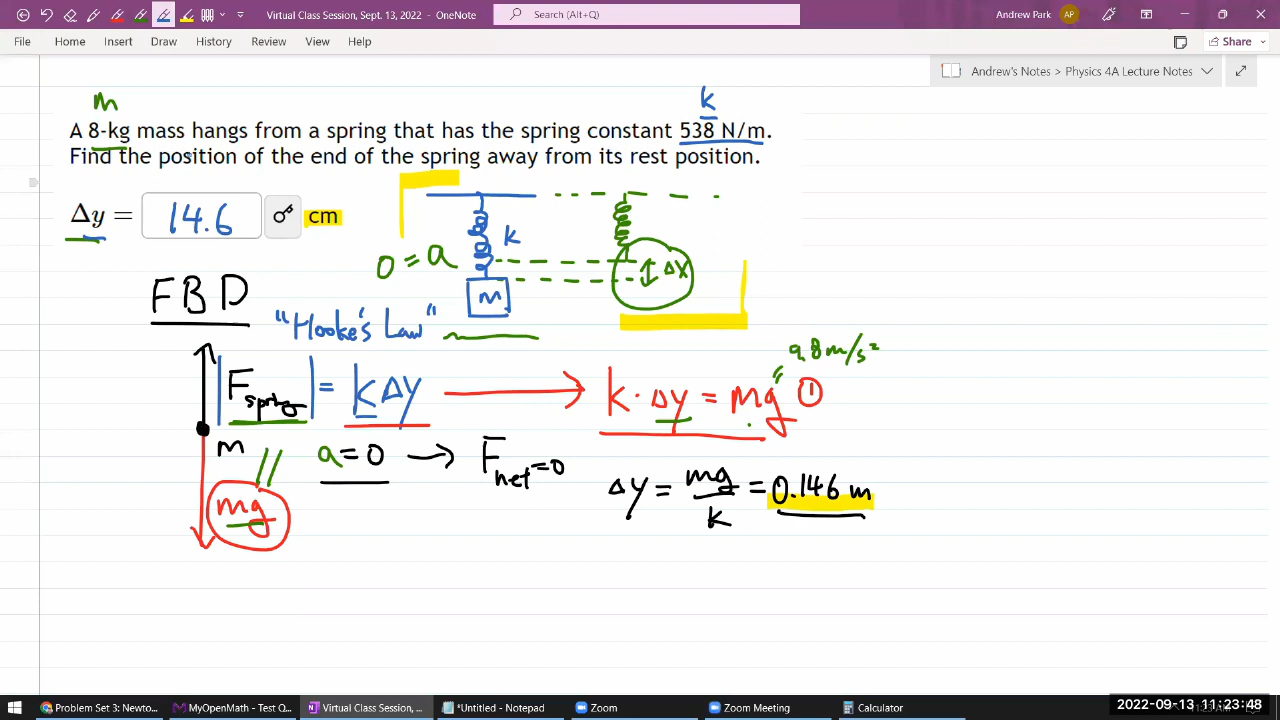 Virtual Class Session, Sept. 13, 2022 - OneNote
Search (Alt+Q)
Andrew Park
AP
File Home Insert Draw History Review View Help
Share
Andrew's Notes > Physics 4A Lecture Notes
m
k
A 8-kg mass hangs from a spring that has the spring constant 538 N/m.
Find the position of the end of the spring away from its rest position.
Δy = 14.6 cm
k
0 = a
Δx
m
FBD
"Hooke's Law"
9.8 m/s²
|F spring| = kΔy
k · Δy = mg ①
m
a = 0 → F net = 0
mg
Δy = mg/k = 0.146 m
Problem Set 3: Newto...
MyOpenMath - Test Q...
Virtual Class Session,...
*Untitled - Notepad
Zoom
Zoom Meeting
Calculator
2022-09-13 11:23:48